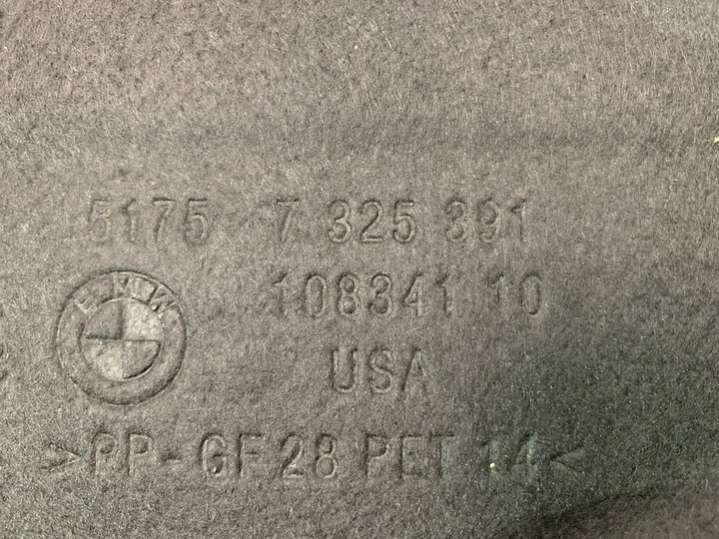 5175 7 325 391
108341 10
BMW
USA
>PP-GF28 PET 14<